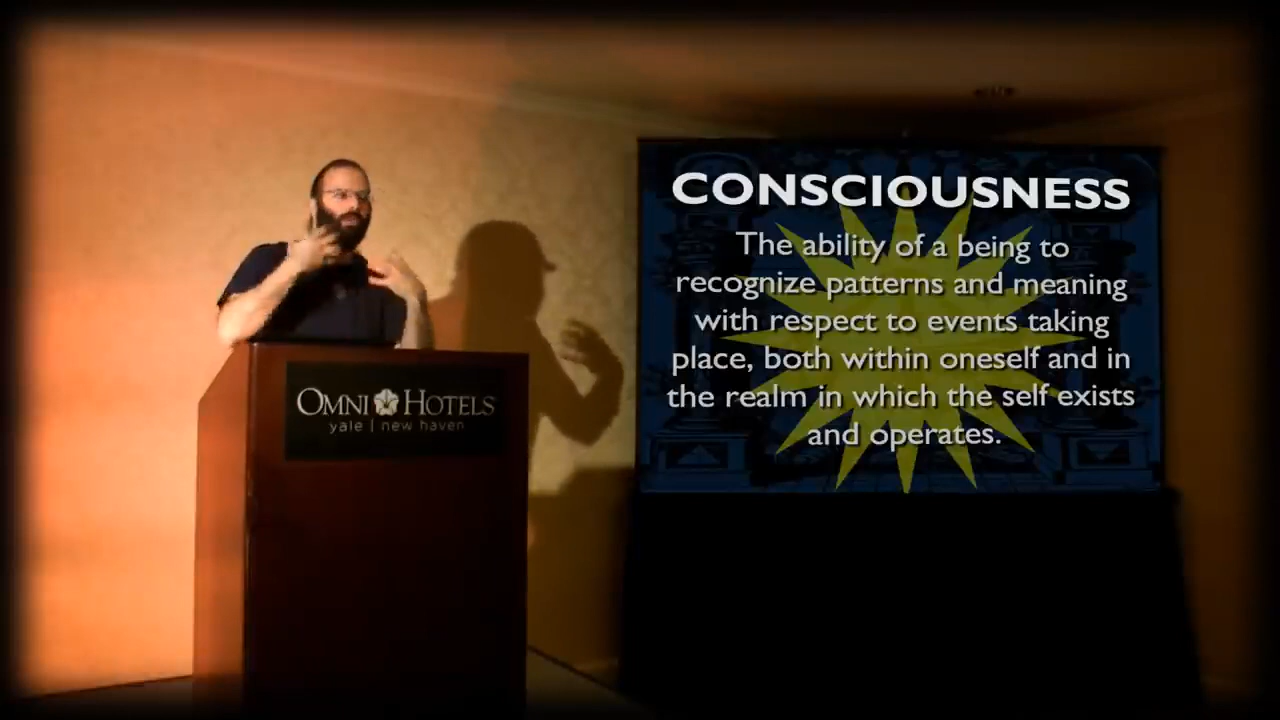 CONSCIOUSNESS
The ability of a being to
recognize patterns and meaning
with respect to events taking
place, both within oneself and in
the realm in which the self exists
and operates.
OMNI HOTELS
yale | new haven